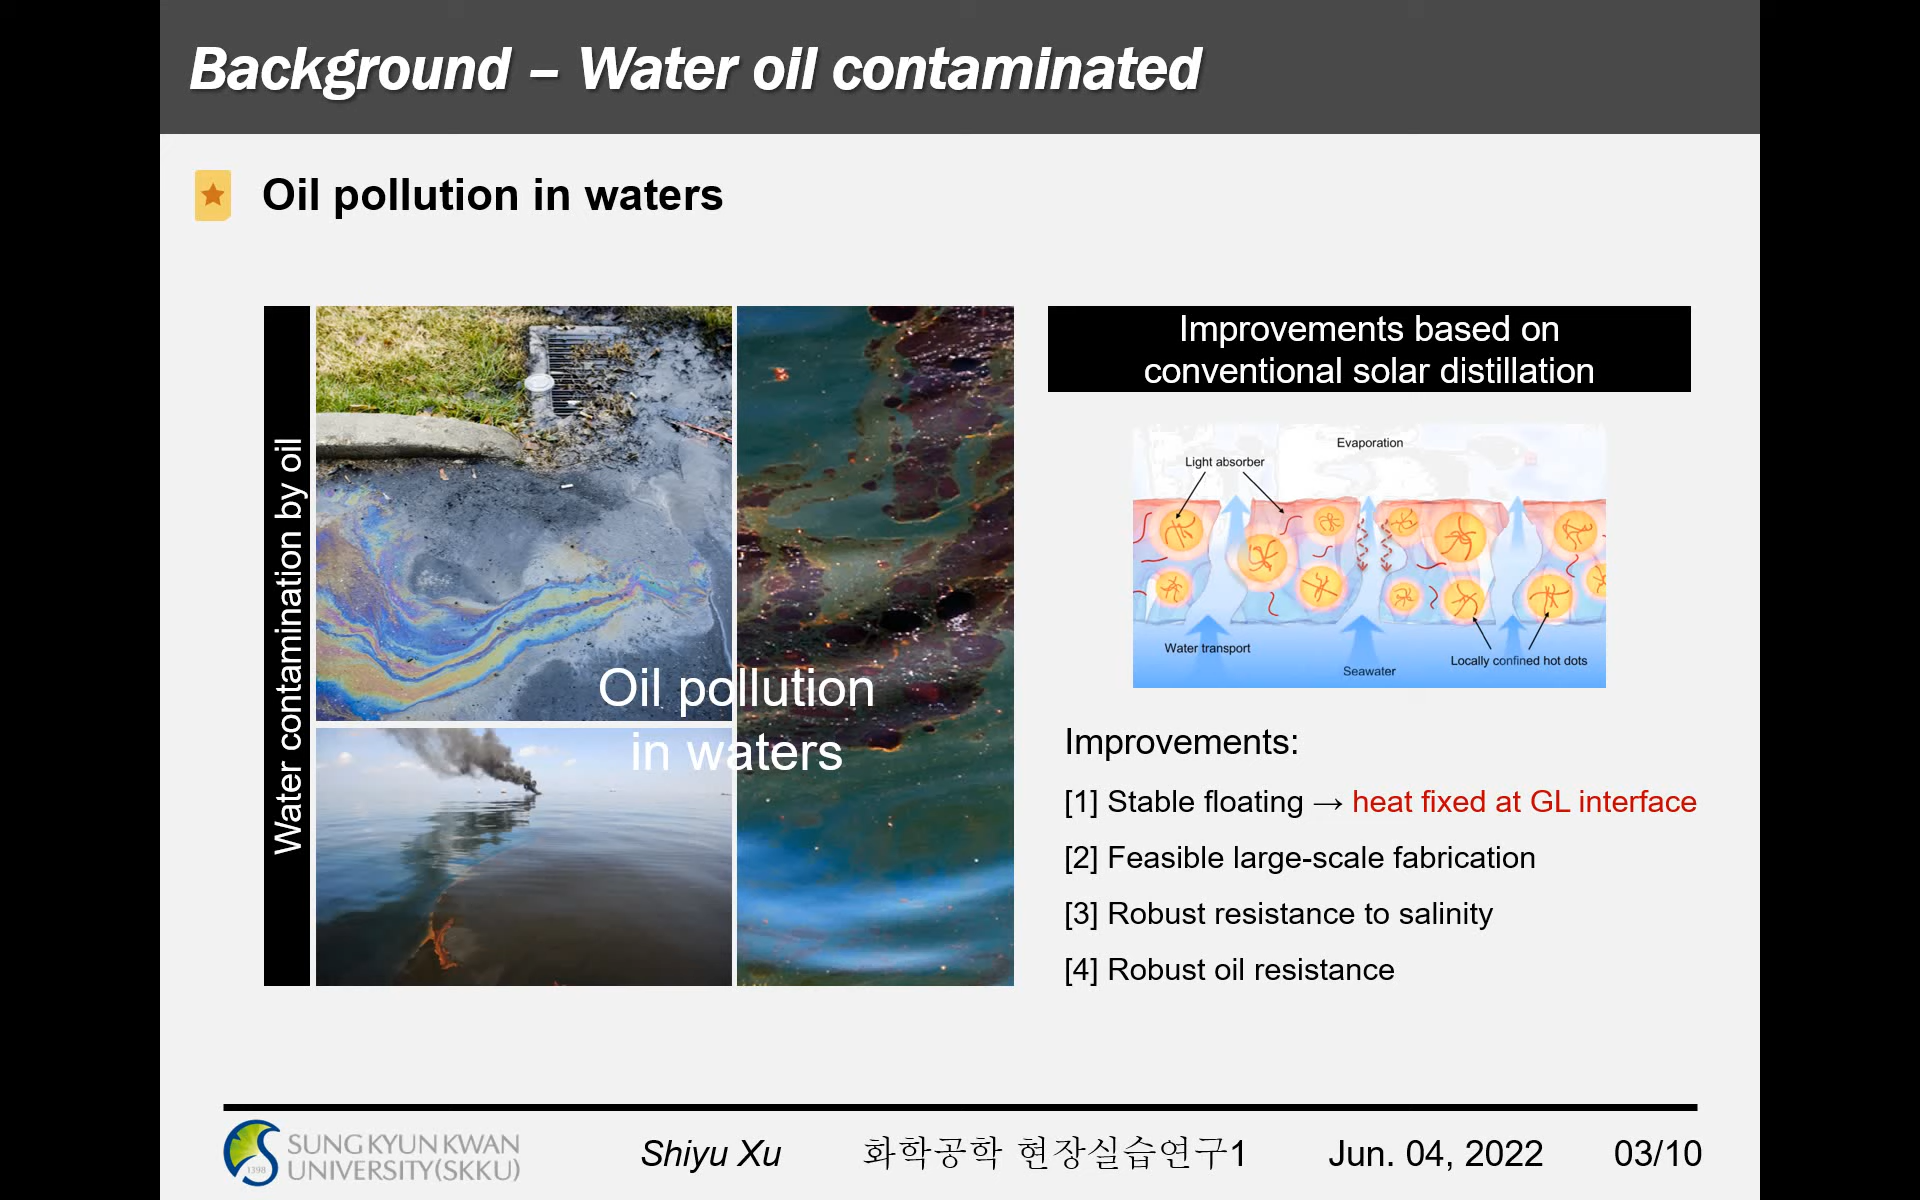 Background – Water oil contaminated
Oil pollution in waters
Water contamination by oil
Oil pollution
in waters
Improvements based on
conventional solar distillation
Evaporation
Light absorber
Water transport
Seawater
Locally confined hot dots
Improvements:
[1] Stable floating → heat fixed at GL interface
[2] Feasible large-scale fabrication
[3] Robust resistance to salinity
[4] Robust oil resistance
1398
SUNG KYUN KWAN
UNIVERSITY(SKKU)
Shiyu Xu
화학공학 현장실습연구1
Jun. 04, 2022
03/10